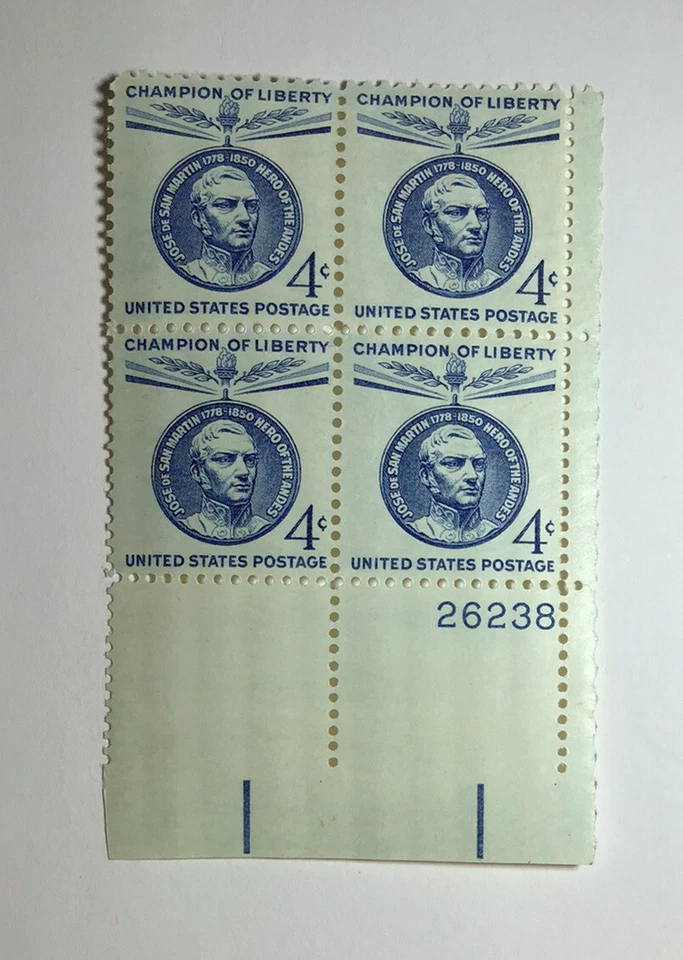 CHAMPION OF LIBERTY
JOSE DE SAN MARTIN 1778-1850 HERO OF THE ANDES
4¢
UNITED STATES POSTAGE
CHAMPION OF LIBERTY
JOSE DE SAN MARTIN 1778-1850 HERO OF THE ANDES
4¢
UNITED STATES POSTAGE
CHAMPION OF LIBERTY
JOSE DE SAN MARTIN 1778-1850 HERO OF THE ANDES
4¢
UNITED STATES POSTAGE
CHAMPION OF LIBERTY
JOSE DE SAN MARTIN 1778-1850 HERO OF THE ANDES
4¢
UNITED STATES POSTAGE
26238